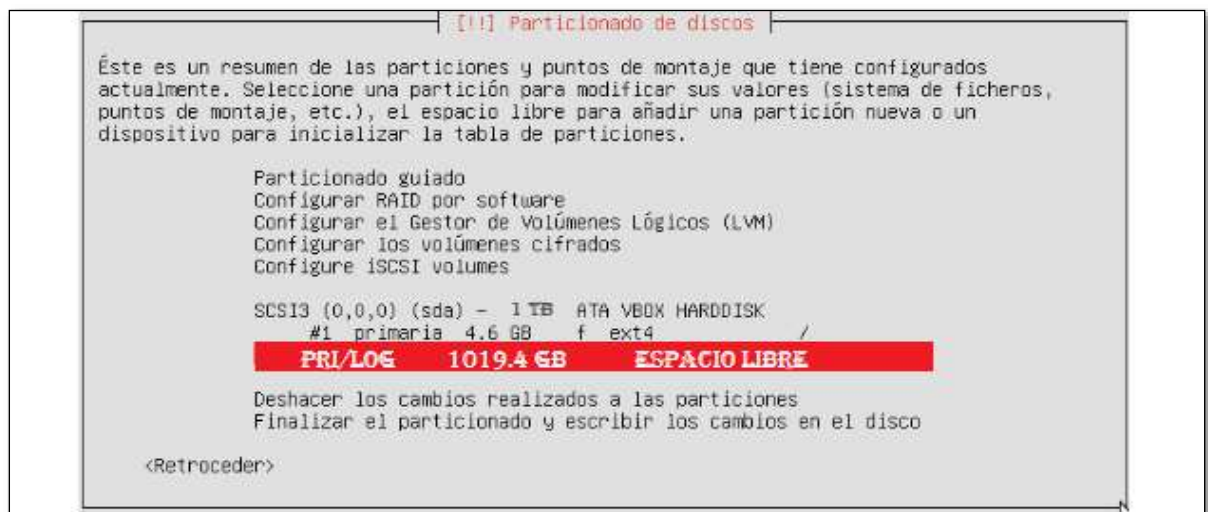 [!!] Particionado de discos
Éste es un resumen de las particiones y puntos de montaje que tiene configurados
actualmente. Seleccione una partición para modificar sus valores (sistema de ficheros,
puntos de montaje, etc.), el espacio libre para añadir una partición nueva o un
dispositivo para inicializar la tabla de particiones.
Particionado guiado
Configurar RAID por software
Configurar el Gestor de Volúmenes Lógicos (LVM)
Configurar los volúmenes cifrados
Configure iSCSI volumes
SCSI3 (0,0,0) (sda) - 1 TB ATA VBOX HARDDISK
#1 primaria 4.6 GB f ext4 /
PRI/LOG 1019.4 GB ESPACIO LIBRE
Deshacer los cambios realizados a las particiones
Finalizar el particionado y escribir los cambios en el disco
<Retroceder>